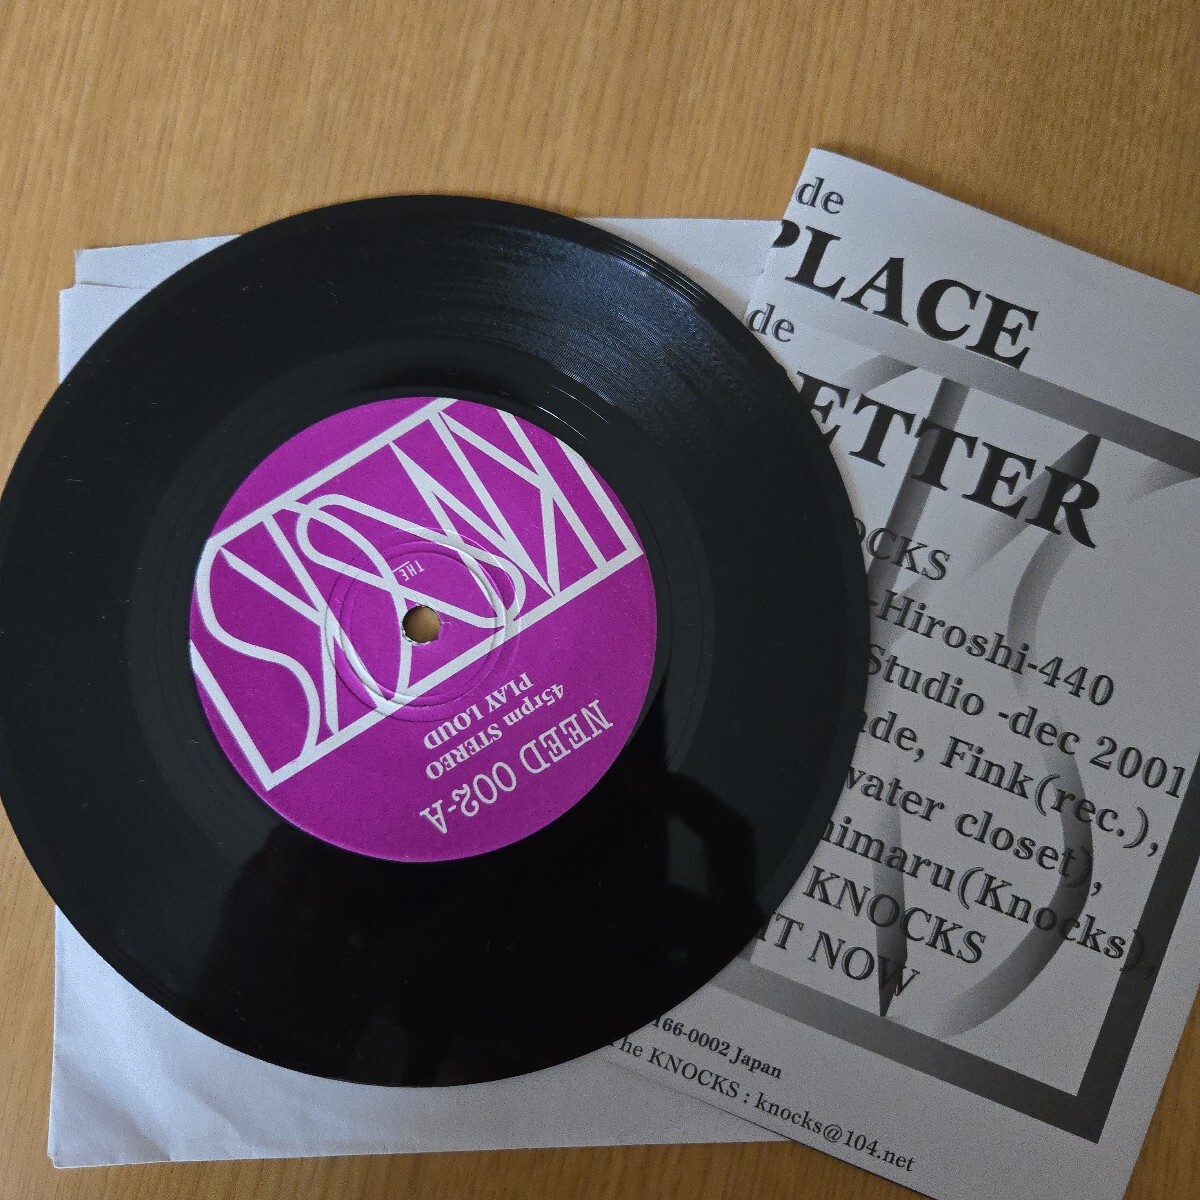 THE
KNOCKS
NEED 002-A
45rpm STEREO
PLAY LOUD
de
PLACE
de
ETTER
OCKS
-Hiroshi-440
Studio -dec 2001
ade, Fink(rec.),
water closet),
himaru(Knocks),
KNOCKS
IT NOW
166-0002 Japan
The KNOCKS : knocks@104.net